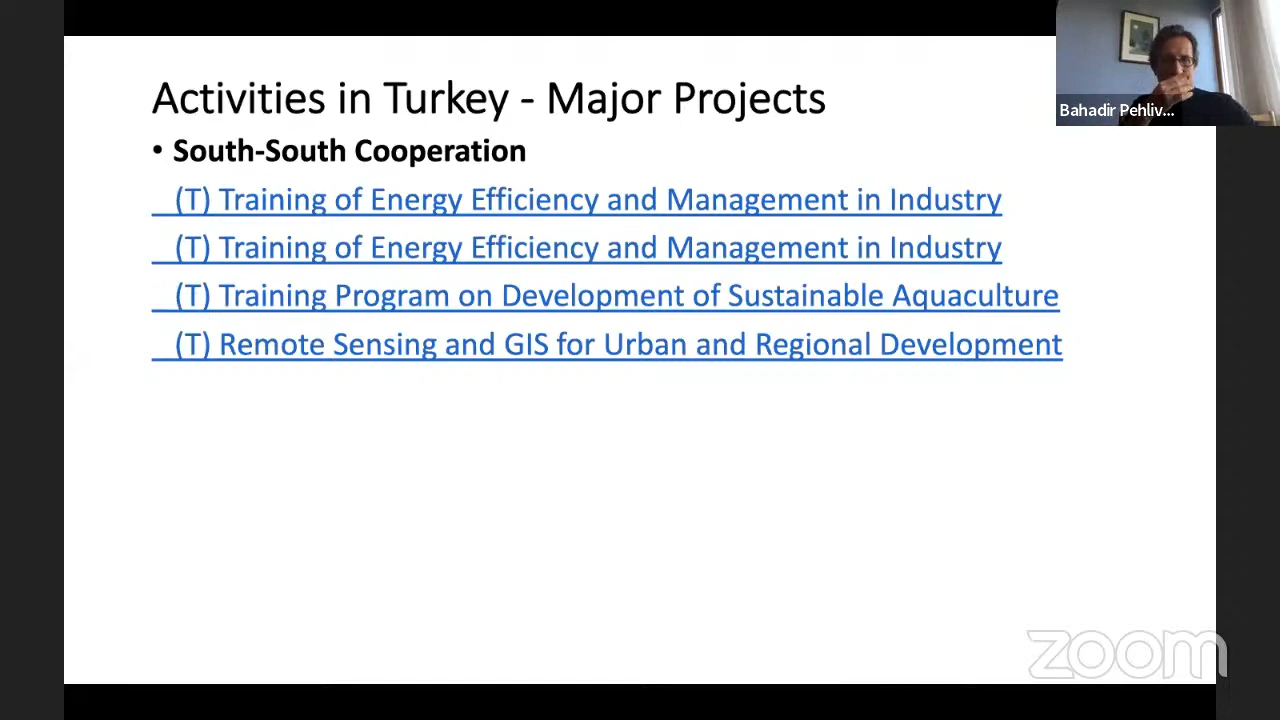 Activities in Turkey - Major Projects
• South-South Cooperation
(T) Training of Energy Efficiency and Management in Industry
(T) Training of Energy Efficiency and Management in Industry
(T) Training Program on Development of Sustainable Aquaculture
(T) Remote Sensing and GIS for Urban and Regional Development
Bahadir Pehliv...
zoom